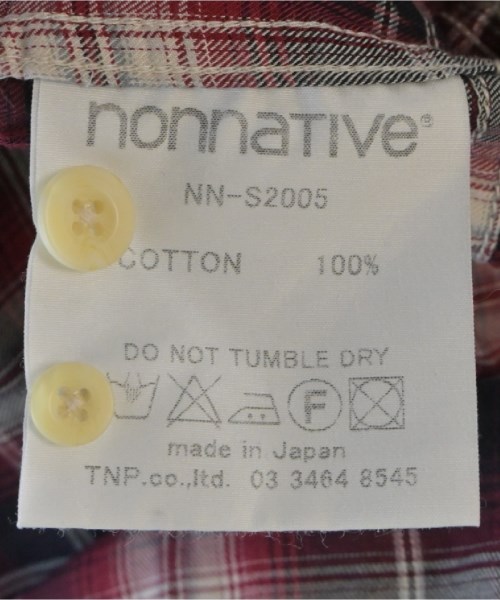 nonnative®
NN-S2005
COTTON 100%
DO NOT TUMBLE DRY
F
made in Japan
TNP.co.,ltd. 03 3464 8545